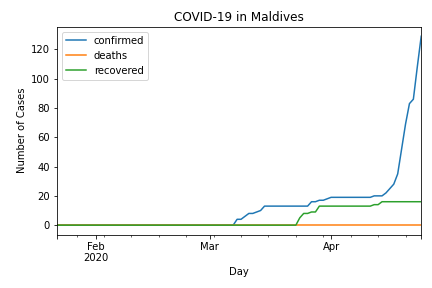 COVID-19 in Maldives
confirmed
deaths
recovered
Number of Cases
120
100
80
60
40
20
0
Feb
2020
Mar
Apr
Day